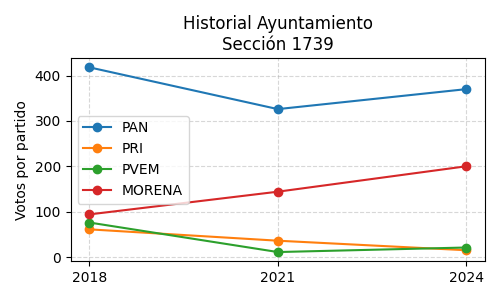 Historial Ayuntamiento
Sección 1739
Votos por partido
400
300
200
100
0
PAN
PRI
PVEM
MORENA
2018
2021
2024